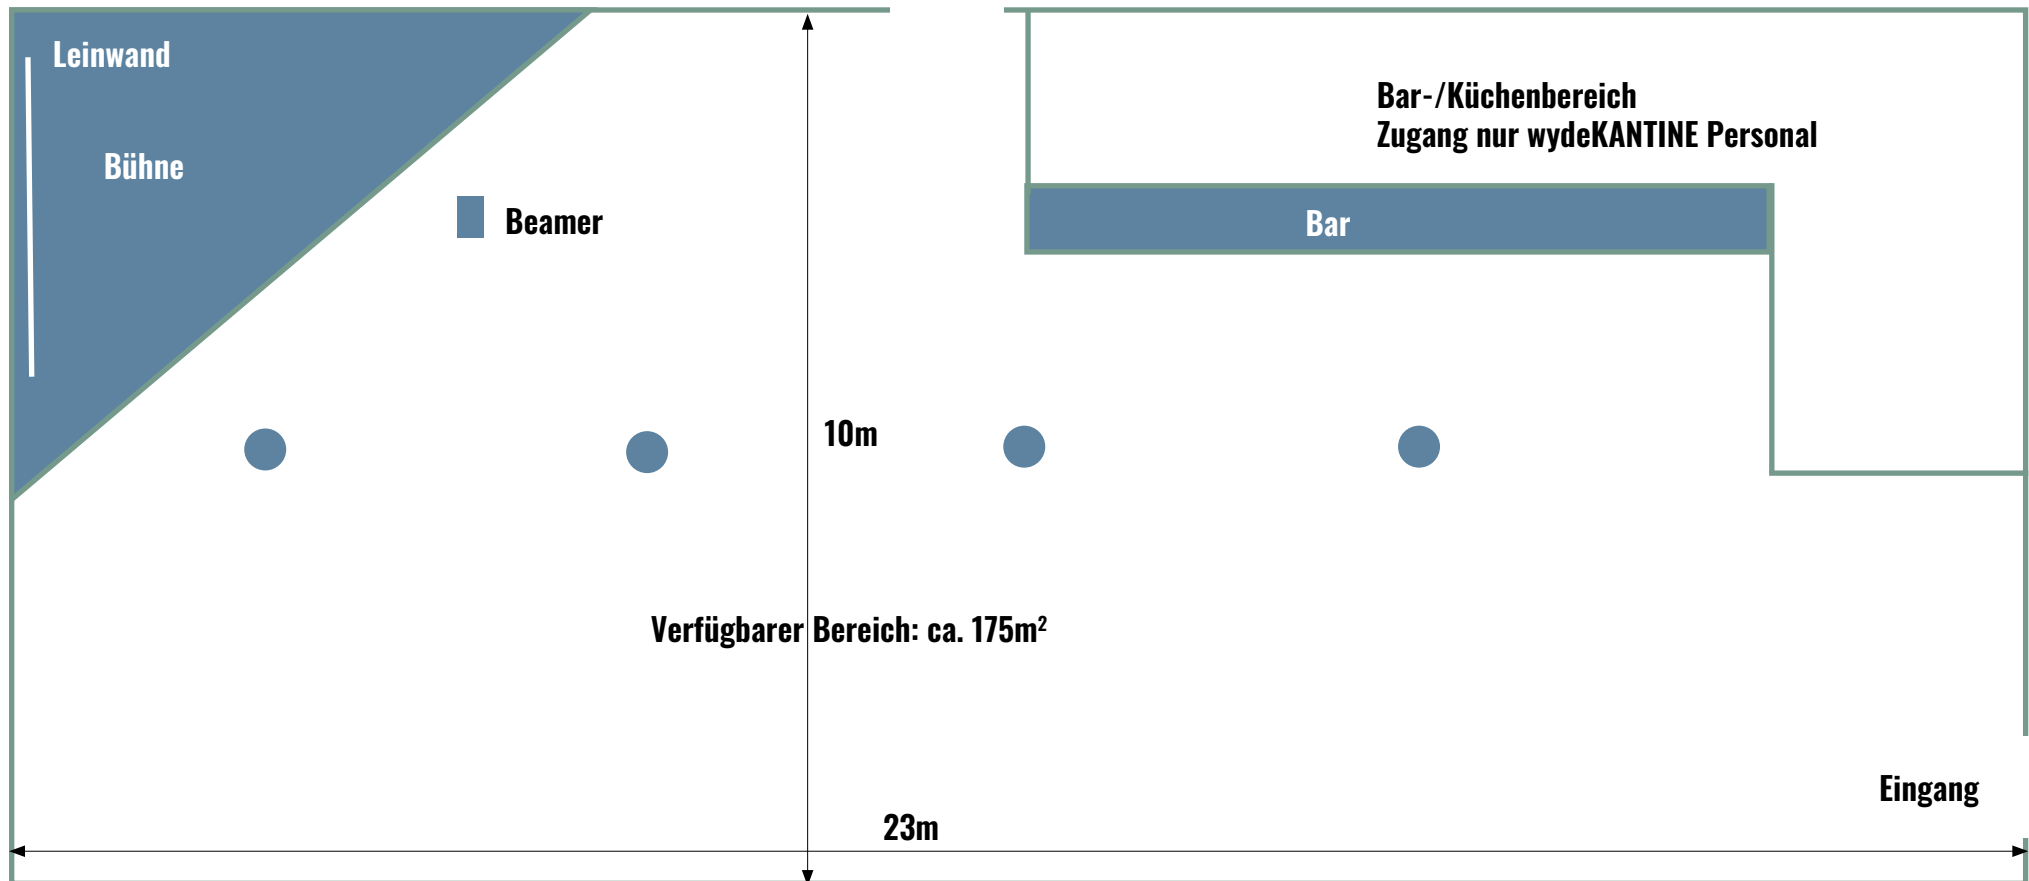 Leinwand
Bar-/Küchenbereich
Zugang nur wydeKANTINE Personal
Bühne
Beamer
Bar
10m
Verfügbarer Bereich: ca. 175m²
Eingang
23m